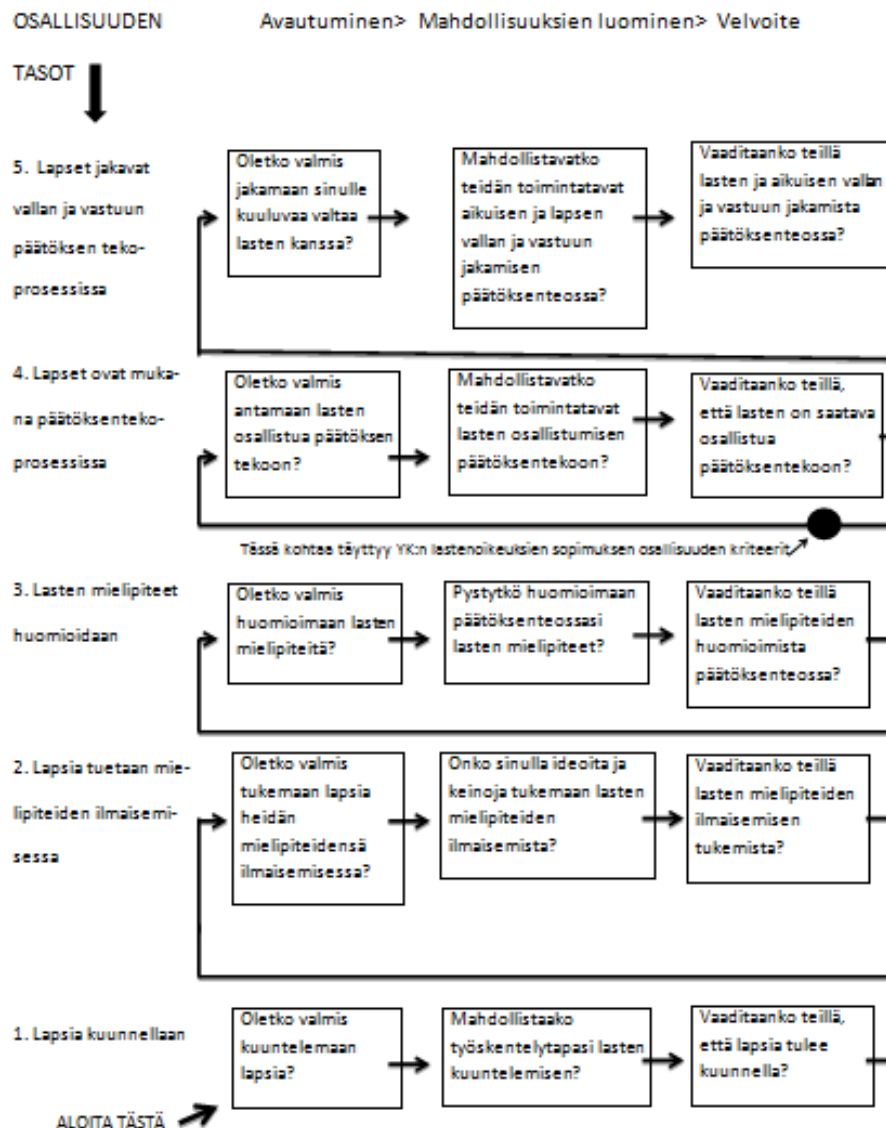 OSALLISUUDEN
TASOT
Avautuminen> Mahdollisuuksien luominen> Velvoite
5. Lapset jakavat
vallan ja vastuun
päätöksen teko-
prosessissa
Oletko valmis
jakamaan sinulle
kuuluvaa valtaa
lasten kanssa?
Mahdollistavatko
teidän toimintatavat
aikuisen ja lapsen
vallan ja vastuun
jakamisen
päätöksenteossa?
Vaaditaanko teillä
lasten ja aikuisen vallan
ja vastuun jakamista
päätöksenteossa?
4. Lapset ovat muka-
na päätöksenteko-
prosessissa
Oletko valmis
antamaan lasten
osallistua päätöksen
tekoon?
Mahdollistavatko
teidän toimintatavat
lasten osallistumisen
päätöksentekoon?
Vaaditaanko teillä,
että lasten on saatava
osallistua
päätöksentekoon?
Tässä kohtaa täyttyy YK:n lastenoikeuksien sopimuksen osallisuuden kriteerit
3. Lasten mielipiteet
huomioidaan
Oletko valmis
huomioimaan lasten
mielipiteitä?
Pystytkö huomioimaan
päätöksenteossasi
lasten mielipiteet?
Vaaditaanko teillä
lasten mielipiteiden
huomioimista
päätöksenteossa?
2. Lapsia tuetaan mie-
lipiteiden ilmaisemi-
sessa
Oletko valmis
tukemaan lapsia
heidän
mielipiteidensä
ilmaisemisessa?
Onko sinulla ideoita ja
keinoja tukemaan lasten
mielipiteiden
ilmaisemista?
Vaaditaanko teillä
lasten mielipiteiden
ilmaisemisen
tukemista?
1. Lapsia kuunnellaan
Oletko valmis
kuuntelemaan
lapsia?
Mahdollistaako
työskentelytapasi lasten
kuuntelemisen?
Vaaditaanko teillä,
että lapsia tulee
kuunnella?
ALOITA TÄSTÄ